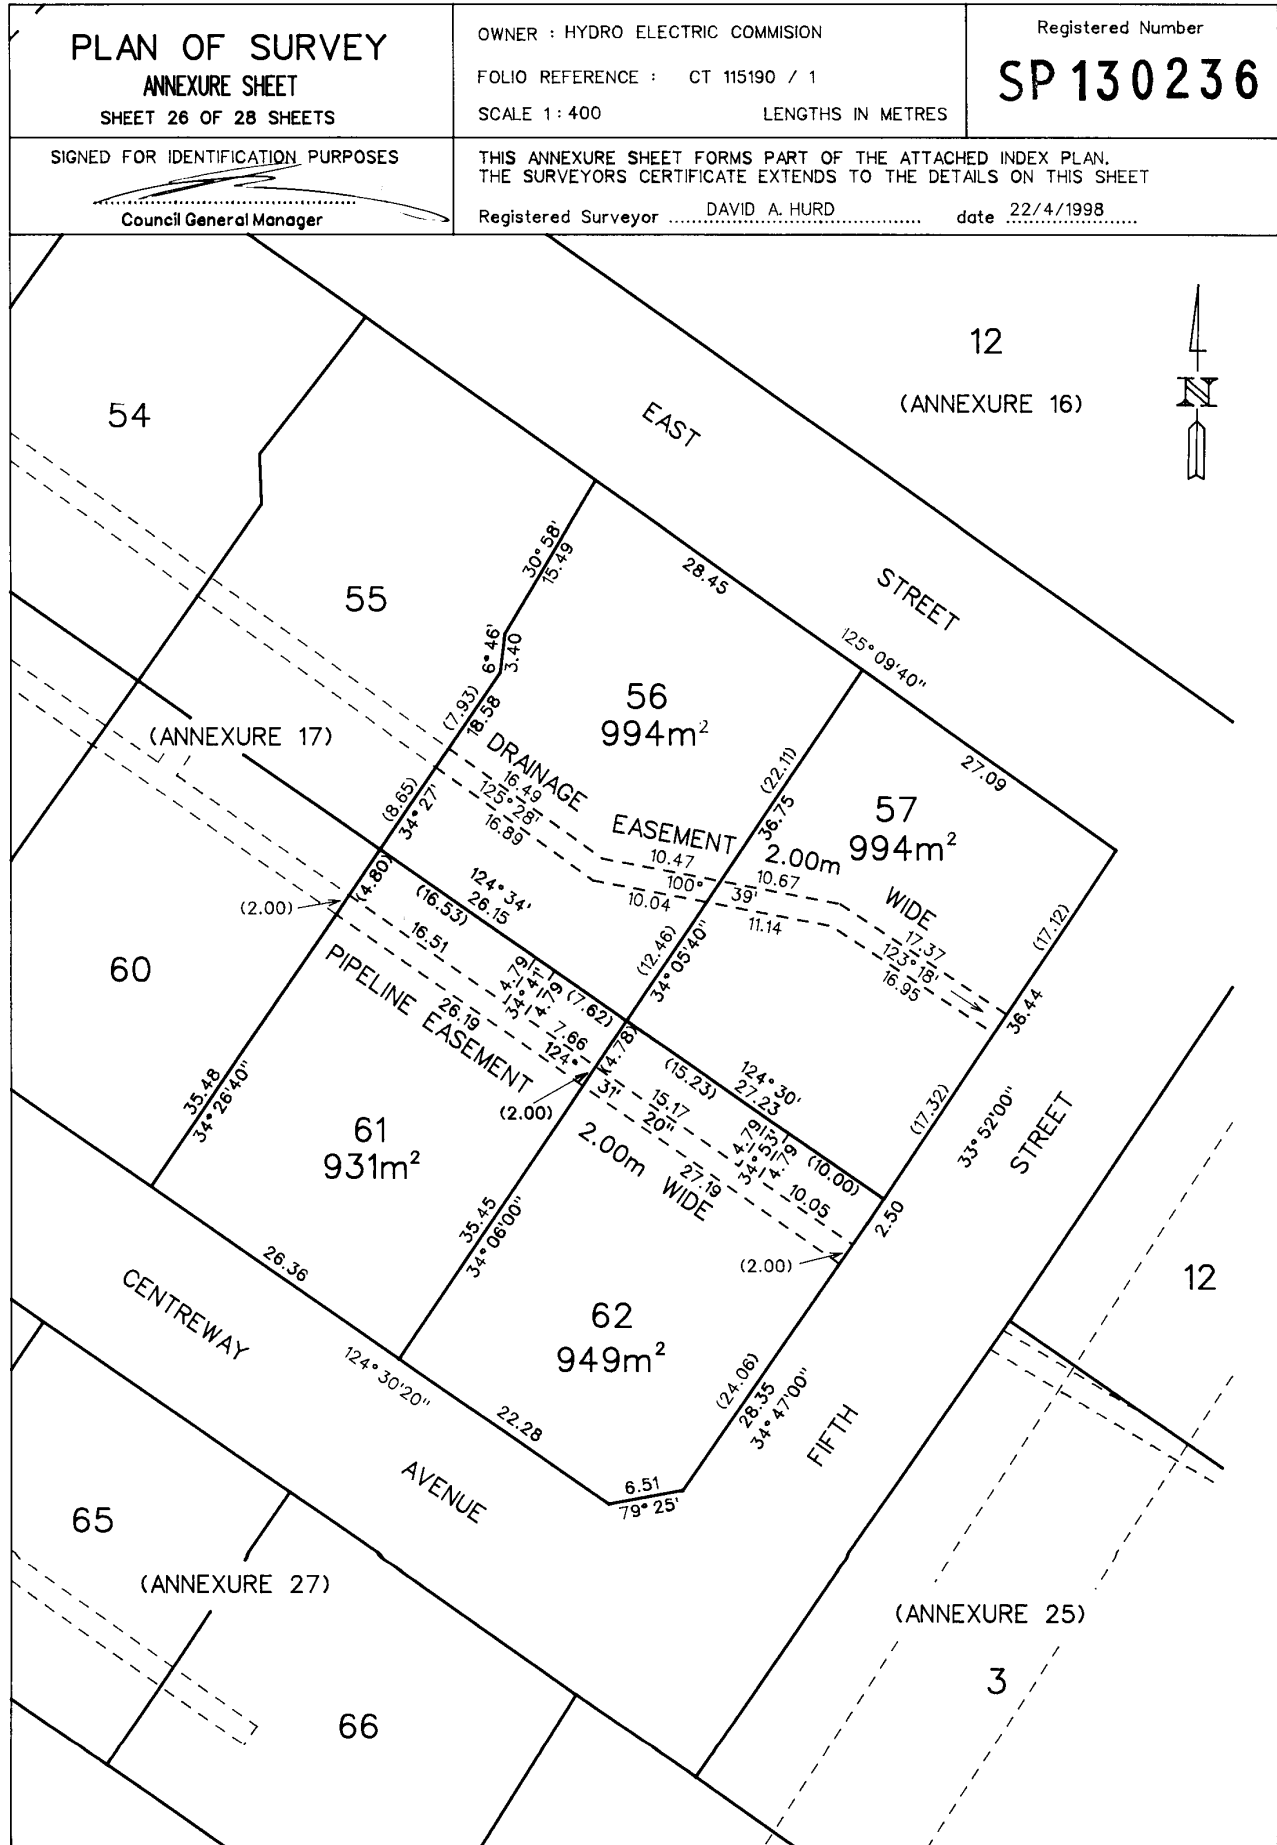 PLAN OF SURVEY
ANNEXURE SHEET
SHEET 26 OF 28 SHEETS
OWNER : HYDRO ELECTRIC COMMISION
FOLIO REFERENCE : CT 115190 / 1
SCALE 1 : 400 LENGTHS IN METRES
Registered Number
SP 130236
SIGNED FOR IDENTIFICATION PURPOSES
Council General Manager
THIS ANNEXURE SHEET FORMS PART OF THE ATTACHED INDEX PLAN.
THE SURVEYORS CERTIFICATE EXTENDS TO THE DETAILS ON THIS SHEET
Registered Surveyor DAVID A. HURD date 22/4/1998
12
(ANNEXURE 16)
N
54
EAST
STREET
55
30° 58'
15.49
28.45
125° 09'40"
6° 46'
3.40
56
994m²
(7.93)
18.58
(ANNEXURE 17)
(8.65)
34° 27'
DRAINAGE
EASEMENT
2.00m
WIDE
16.49
125° 28'
16.89
10.47
100°
10.04
(22.11)
36.75
27.09
57
994m²
10.67
39'
11.14
17.37
123° 18'
16.95
(17.12)
36.44
(12.46)
34° 05'40"
(4.80)
(2.00)
(16.53)
124° 34'
26.15
16.51
60
PIPELINE EASEMENT
26.19
4.79
34° 41'
4.79
(7.62)
7.66
124°
(4.78)
31'
(2.00)
(15.23)
124° 30'
27.23
15.17
20"
2.00m WIDE
27.19
4.79
34° 53'
4.79
(10.00)
10.05
(17.32)
33° 52'00"
STREET
2.50
(2.00)
35.48
34° 26'40"
61
931m²
35.45
34° 06'00"
26.36
12
CENTREWAY
62
949m²
124° 30'20"
22.28
(24.06)
28.35
34° 47'00"
FIFTH
AVENUE
6.51
79° 25'
65
(ANNEXURE 27)
(ANNEXURE 25)
3
66